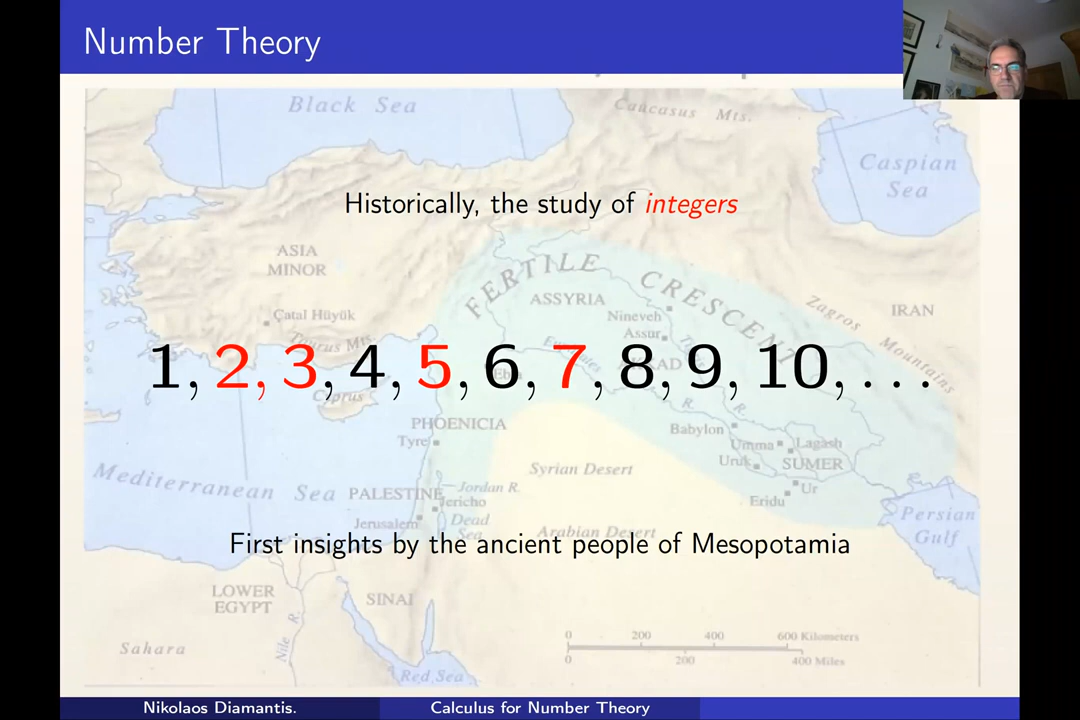 Number Theory
Black Sea
Caucasus Mts.
Caspian
Sea
Historically, the study of integers
ASIA
MINOR
FERTILE CRESCENT
ASSYRIA
Zagros Mountains
IRAN
Nineveh
Çatal Hüyük
Assur
Taurus Mts.
1, 2, 3, 4, 5, 6, 7, 8, 9, 10, . . .
Cyprus
R.
R.
PHOENICIA
Tyre
Babylon
Umma
Lagash
Uruk
SUMER
Syrian Desert
Mediterranean Sea
PALESTINE
Jordan R.
Jericho
Ur
Eridu
Jerusalem
Dead
Sea
Arabian Desert
Persian
Gulf
First insights by the ancient people of Mesopotamia
LOWER
EGYPT
SINAI
Nile R.
Sahara
Red Sea
0 200 400 600 Kilometers
0 200 400 Miles
Nikolaos Diamantis.
Calculus for Number Theory